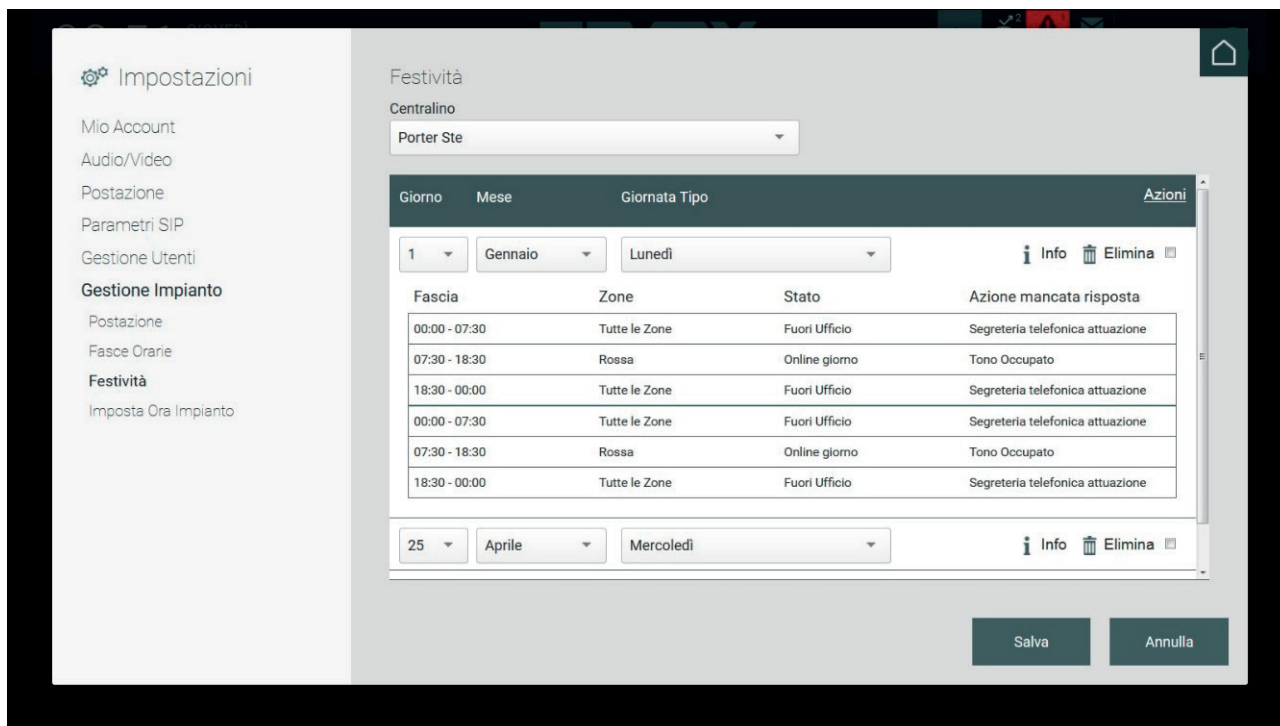 Impostazioni
Mio Account
Audio/Video
Postazione
Parametri SIP
Gestione Utenti
Gestione Impianto
Postazione
Fasce Orarie
Festività
Imposta Ora Impianto
Festività
Centralino
Porter Ste
Giorno Mese Giornata Tipo Azioni
1 Gennaio Lunedì Info Elimina
Fascia Zone Stato Azione mancata risposta
00:00 - 07:30 Tutte le Zone Fuori Ufficio Segreteria telefonica attuazione
07:30 - 18:30 Rossa Online giorno Tono Occupato
18:30 - 00:00 Tutte le Zone Fuori Ufficio Segreteria telefonica attuazione
00:00 - 07:30 Tutte le Zone Fuori Ufficio Segreteria telefonica attuazione
07:30 - 18:30 Rossa Online giorno Tono Occupato
18:30 - 00:00 Tutte le Zone Fuori Ufficio Segreteria telefonica attuazione
25 Aprile Mercoledì Info Elimina
Salva Annulla